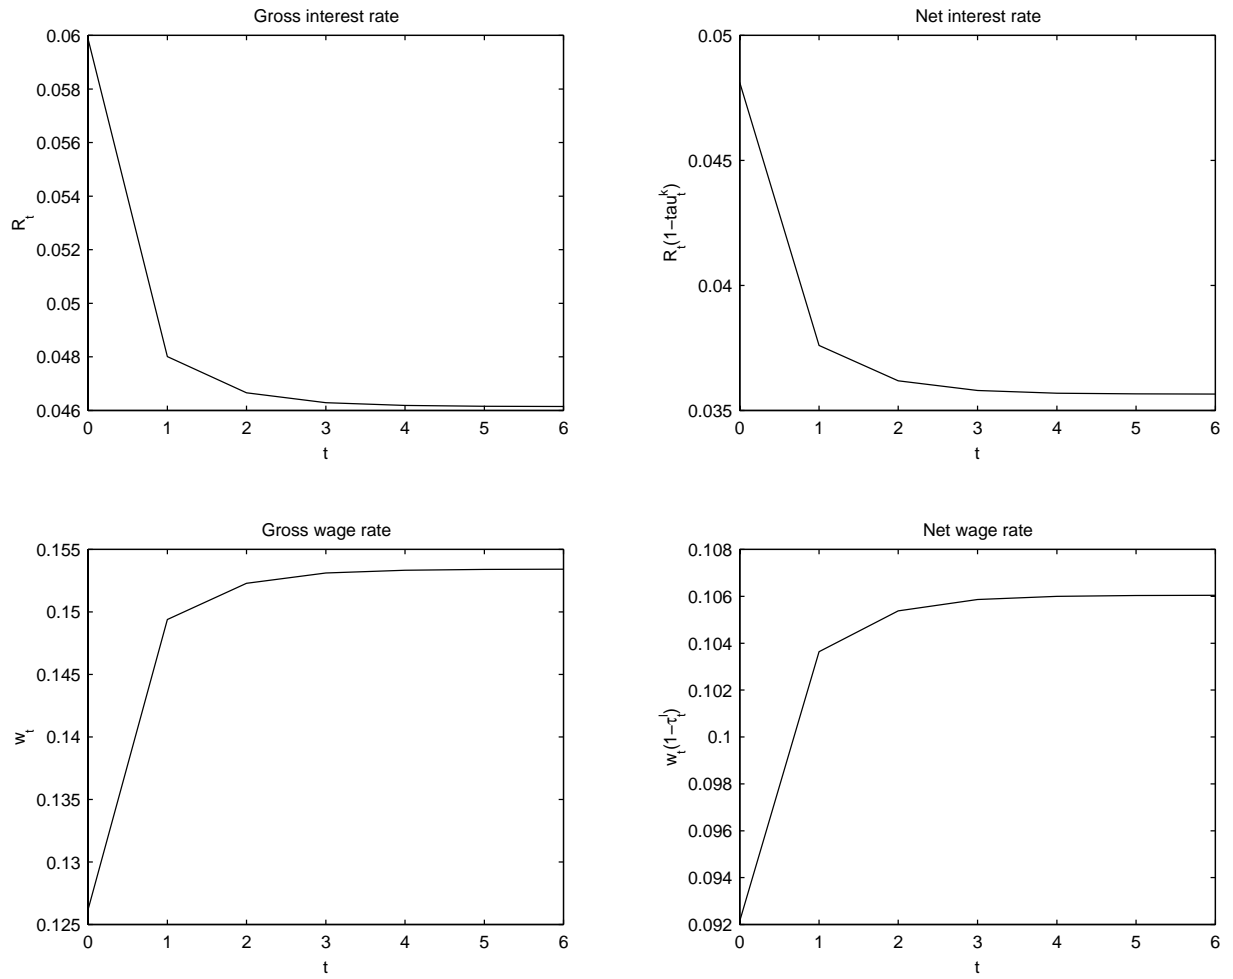 Gross interest rate
0.06
0.058
0.056
0.054
0.052
0.05
0.048
0.046
R_t
0 1 2 3 4 5 6
t
Net interest rate
0.05
0.045
0.04
0.035
R_t(1−tau_t^k)
0 1 2 3 4 5 6
t
Gross wage rate
0.155
0.15
0.145
0.14
0.135
0.13
0.125
w_t
0 1 2 3 4 5 6
t
Net wage rate
0.108
0.106
0.104
0.102
0.1
0.098
0.096
0.094
0.092
w_t(1−τ_t^l)
0 1 2 3 4 5 6
t